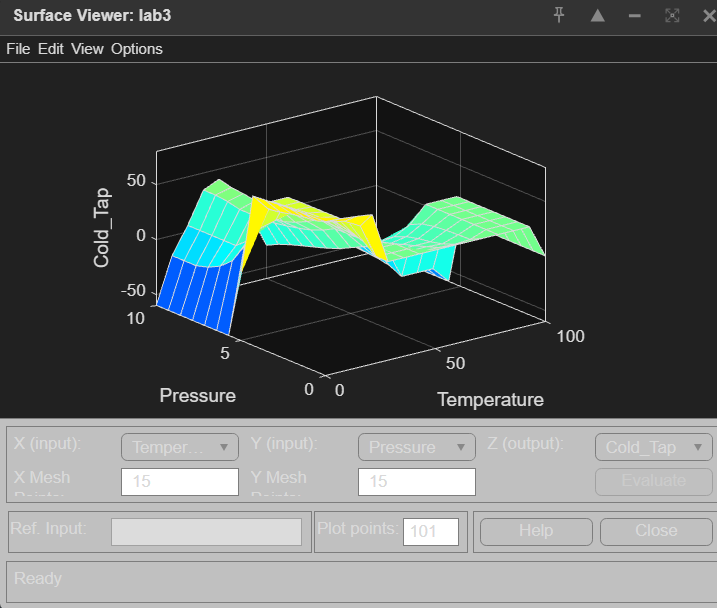 Surface Viewer: lab3
File Edit View Options
Cold_Tap
50
0
-50
10
5
0
Pressure
0
50
100
Temperature
X (input):
Temper...
Y (input):
Pressure
Z (output):
Cold_Tap
X Mesh
15
Y Mesh
15
Evaluate
Ref. Input:
Plot points:
101
Help
Close
Ready